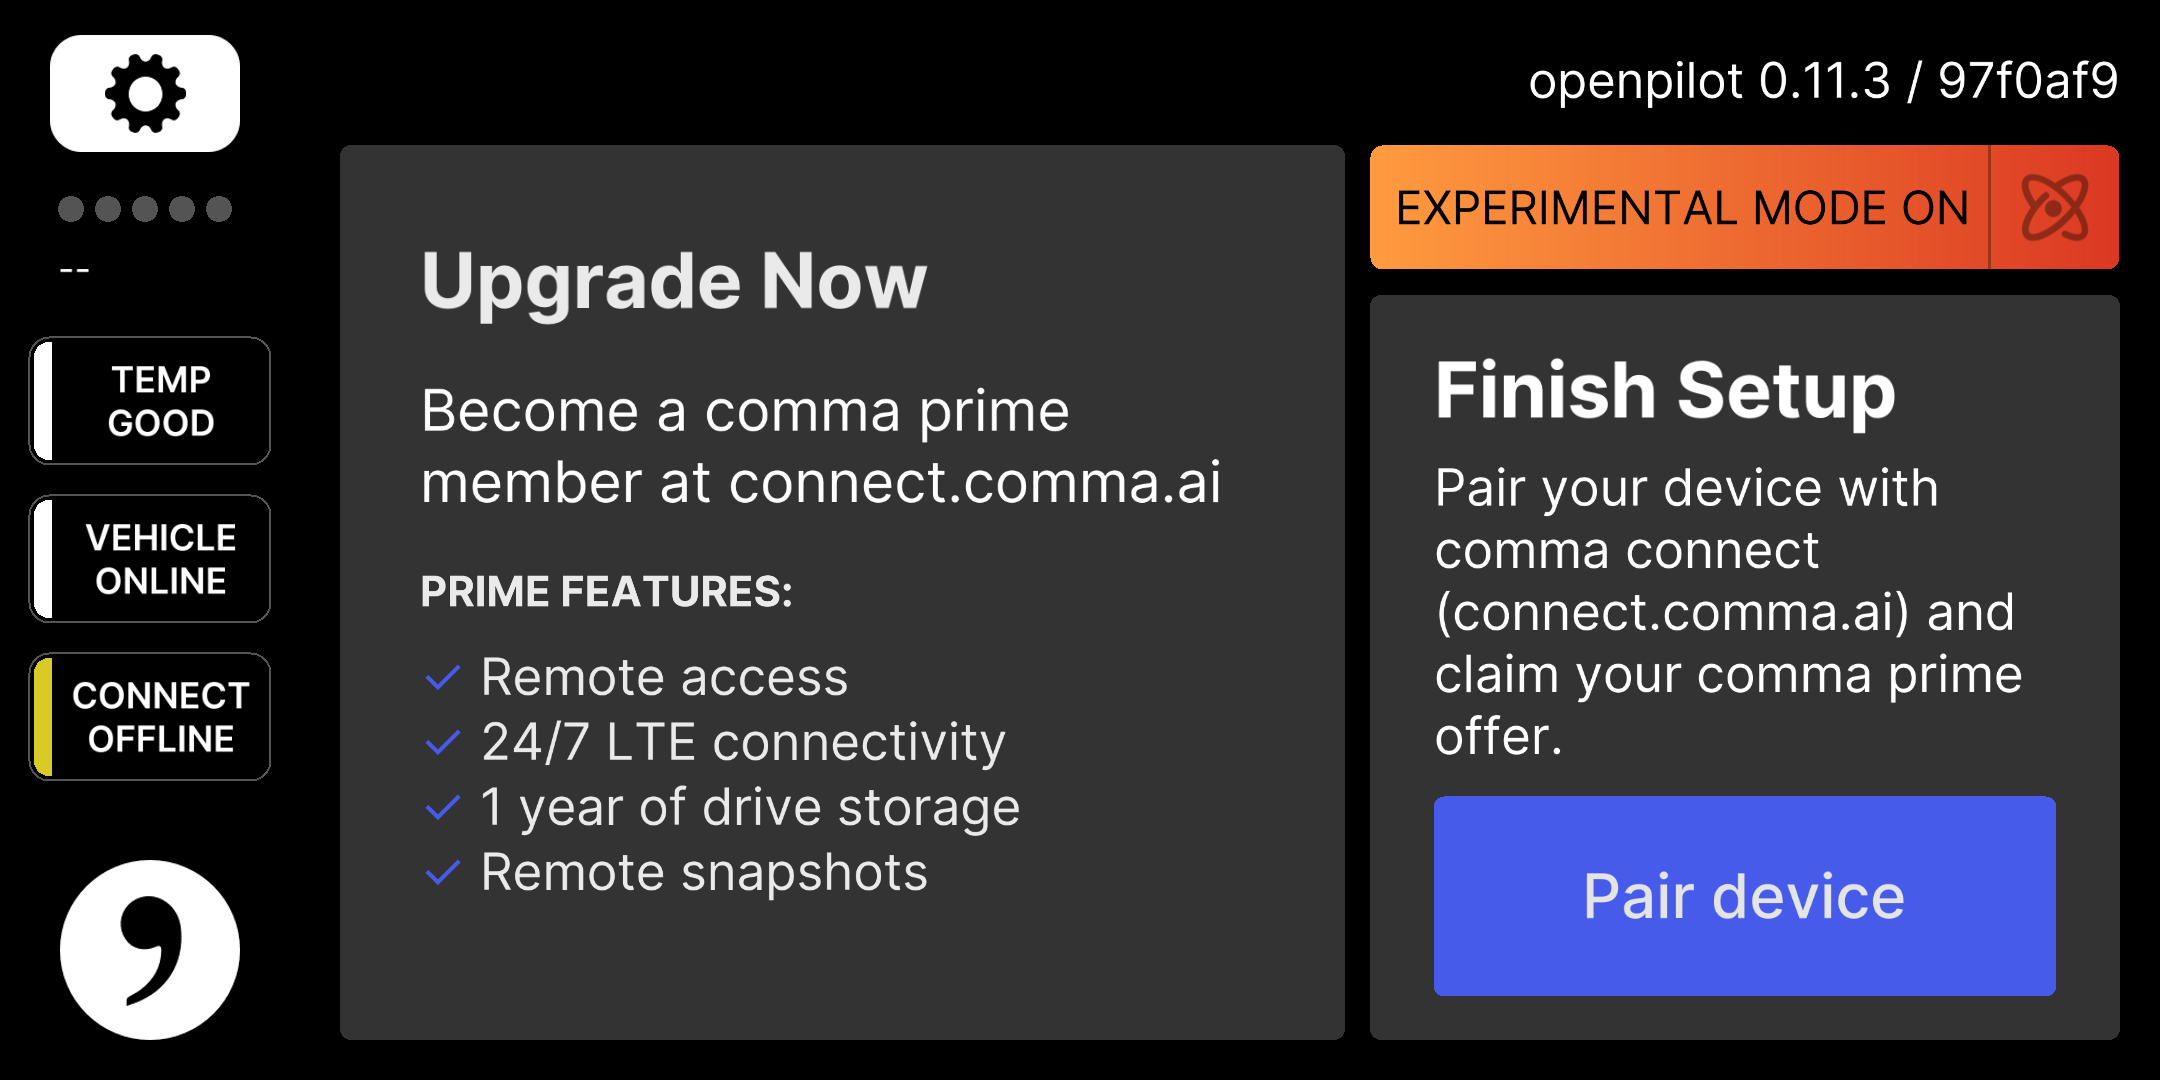 openpilot 0.11.3 / 97f0af9
--
TEMP
GOOD
VEHICLE
ONLINE
CONNECT
OFFLINE
Upgrade Now
Become a comma prime
member at connect.comma.ai
PRIME FEATURES:
Remote access
24/7 LTE connectivity
1 year of drive storage
Remote snapshots
EXPERIMENTAL MODE ON
Finish Setup
Pair your device with
comma connect
(connect.comma.ai) and
claim your comma prime
offer.
Pair device